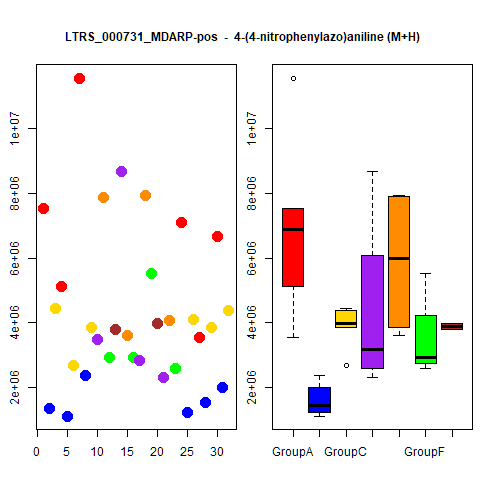 LTRS_000731_MDARP-pos - 4-(4-nitrophenylazo)aniline (M+H)
2e+06 4e+06 6e+06 8e+06 1e+07
0 5 10 15 20 25 30
2e+06 4e+06 6e+06 8e+06 1e+07
GroupA GroupC GroupF